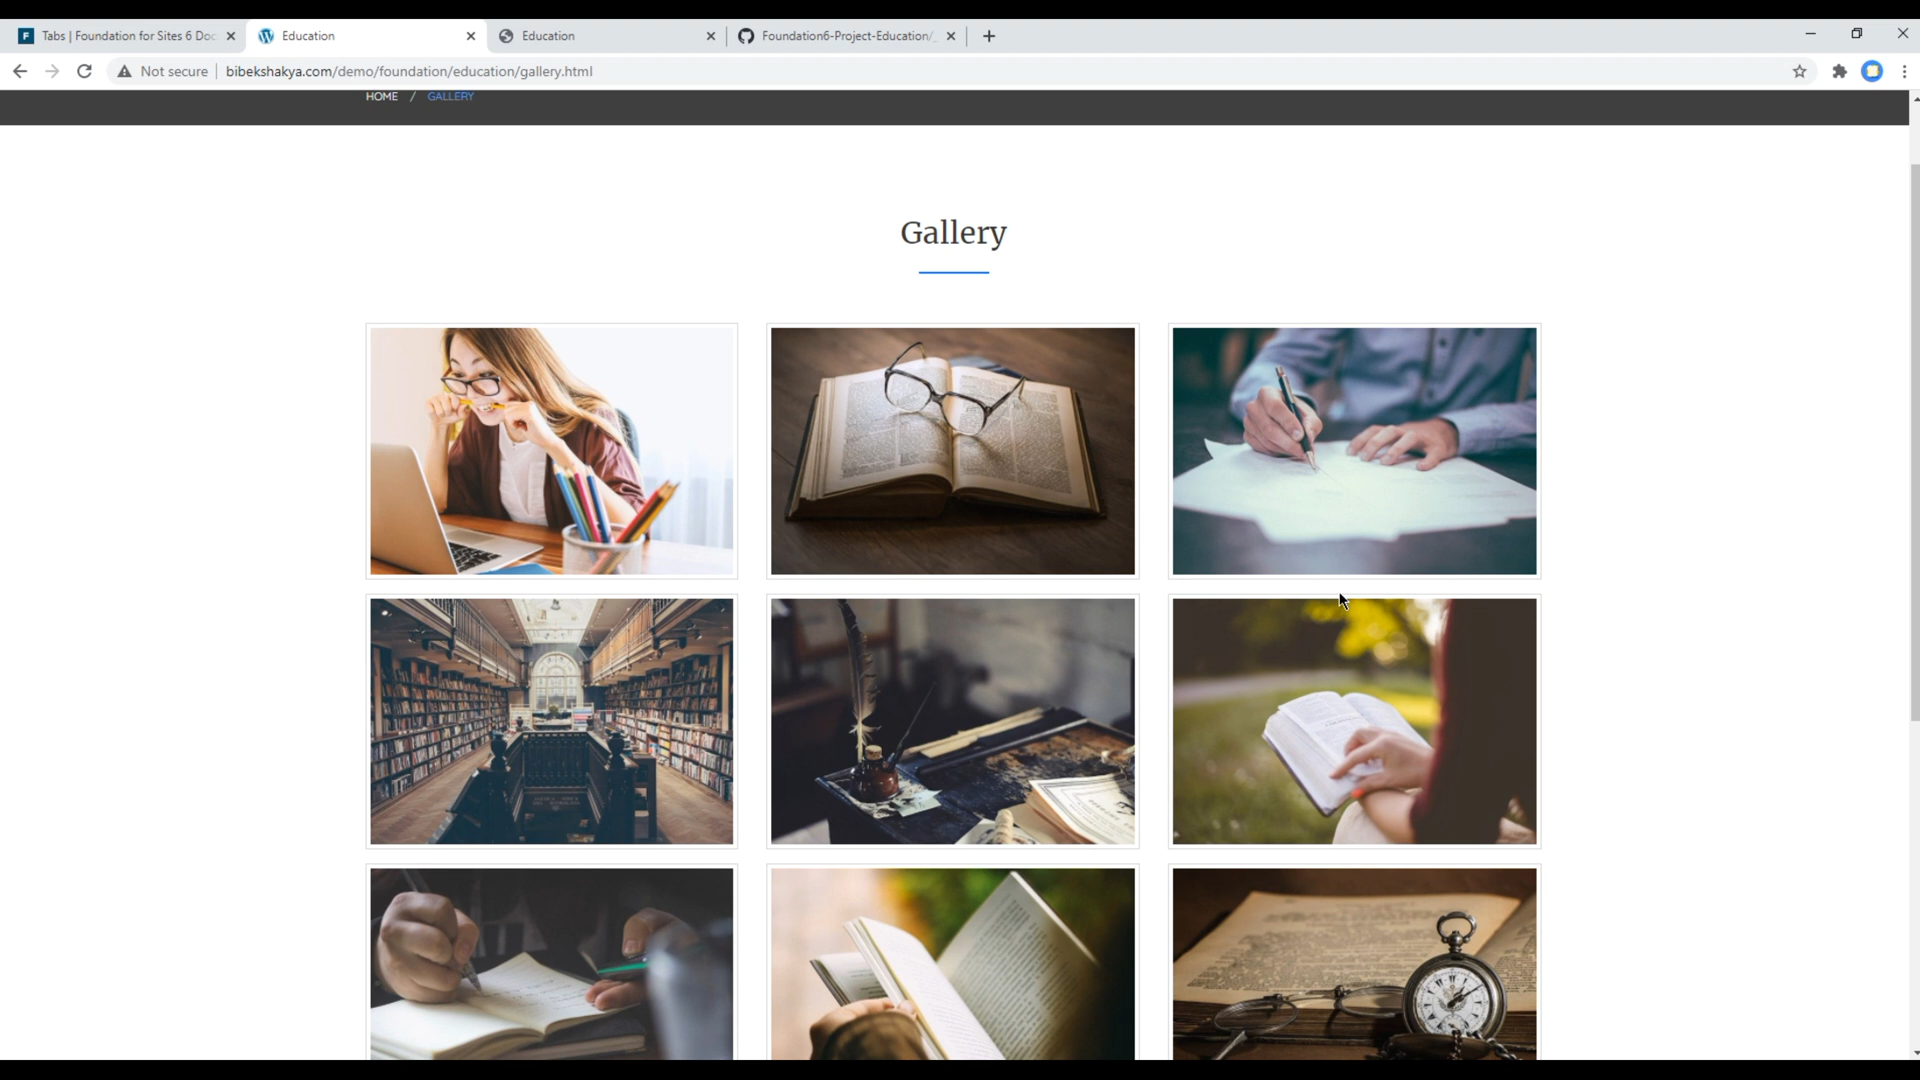 Tabs | Foundation for Sites 6 Doc
Education
Education
Foundation6-Project-Education/_
Not secure
bibekshakya.com/demo/foundation/education/gallery.html
HOME / GALLERY
Gallery